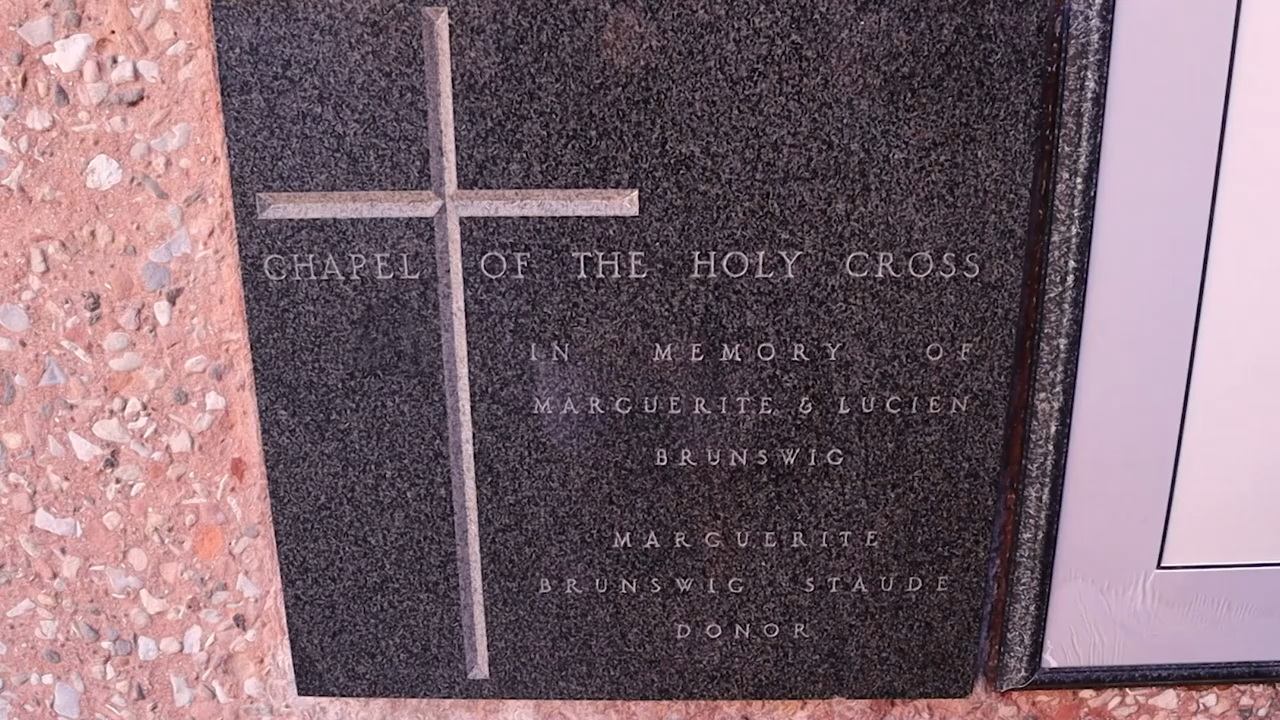 CHAPEL OF THE HOLY CROSS
IN MEMORY OF
MARGUERITE & LUCIEN
BRUNSWIG
MARGUERITE
BRUNSWIG STAUDE
DONOR